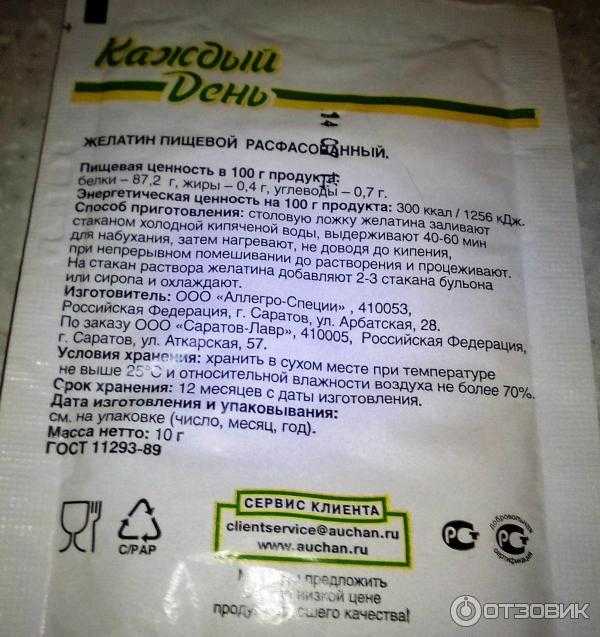 Каждый
День
ЖЕЛАТИН ПИЩЕВОЙ РАСФАСОВАННЫЙ.
Пищевая ценность в 100 г продукта:
белки – 87,2 г, жиры – 0,4 г, углеводы – 0,7 г.
Энергетическая ценность на 100 г продукта: 300 ккал / 1256 кДж.
Способ приготовления: столовую ложку желатина заливают
стаканом холодной кипяченой воды, выдерживают 40-60 мин
для набухания, затем нагревают, не доводя до кипения,
при непрерывном помешивании до растворения и процеживают.
На стакан раствора желатина добавляют 2-3 стакана бульона
или сиропа и охлаждают.
Изготовитель: ООО «Аллегро-Специи» , 410053,
Российская Федерация, г. Саратов, ул. Арбатская, 28.
По заказу ООО «Саратов-Лавр», 410005, Российская Федерация,
г. Саратов, ул. Аткарская, 57.
Условия хранения: хранить в сухом месте при температуре
не выше 25°С и относительной влажности воздуха не более 70%.
Срок хранения: 12 месяцев с даты изготовления.
Дата изготовления и упаковывания:
см. на упаковке (число, месяц, год).
Масса нетто: 10 г
ГОСТ 11293-89
C/PAP
СЕРВИС КЛИЕНТА
clientservice@auchan.ru
www.auchan.ru
предложить
низкой цене
качества!
Добровольная
сертификация
ОТЗОВИК